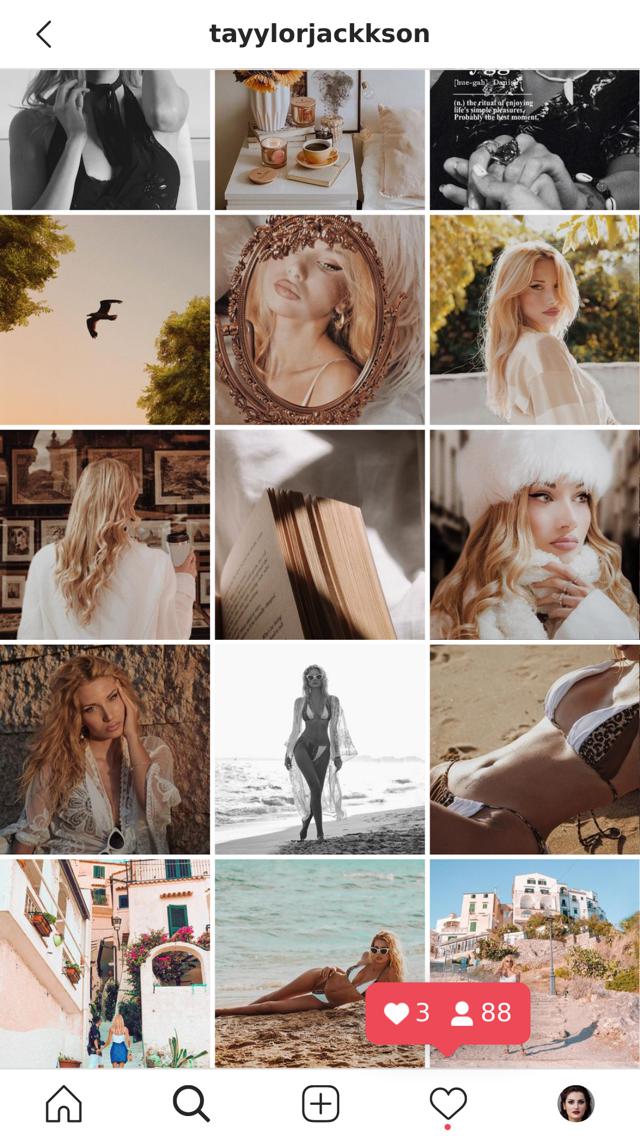 tayylorjackkson
[hue-gah] Danish
(n.) the ritual of enjoying
life's simple pleasures.
Probably the best moment.
3 88